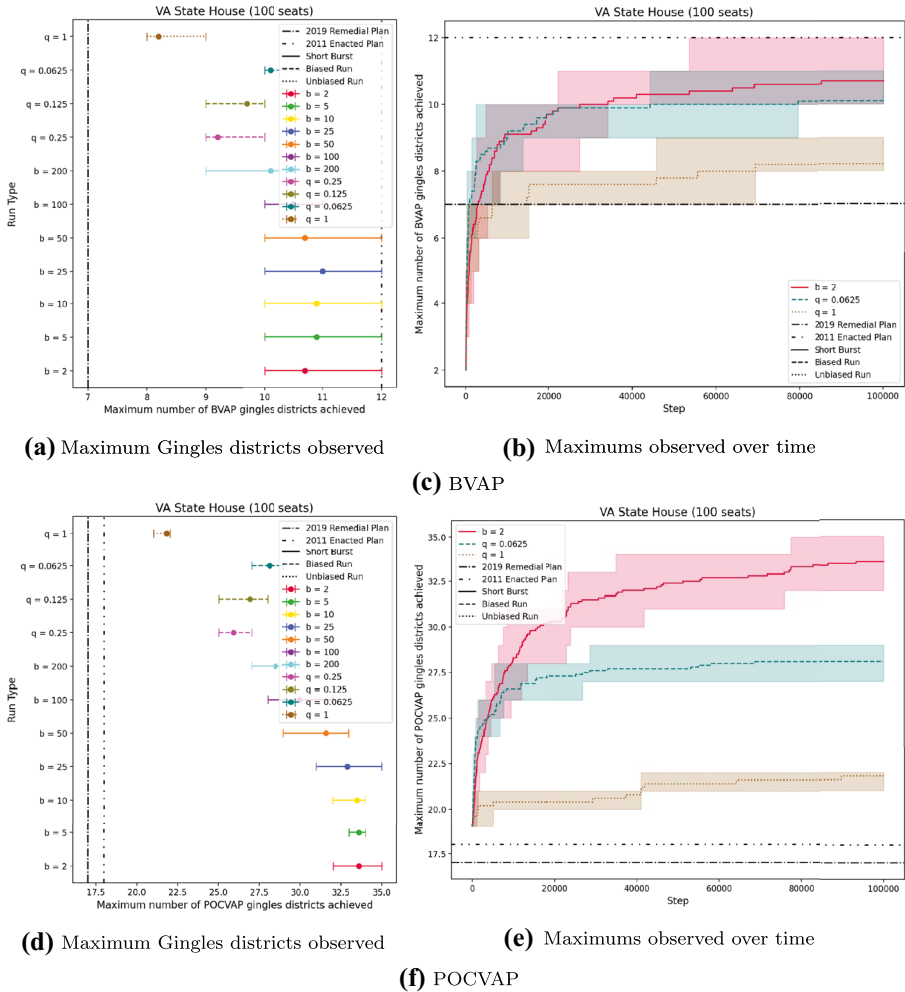 VA State House (100 seats)
q = 1
q = 0.0625
q = 0.125
q = 0.25
b = 200
b = 100
b = 50
b = 25
b = 10
b = 5
b = 2
Run Type
7
8
9
10
11
12
Maximum number of BVAP gingles districts achieved
2019 Remedial Plan
2011 Enacted Plan
Short Burst
Biased Run
Unbiased Run
b = 2
b = 5
b = 10
b = 25
b = 50
b = 100
b = 200
q = 0.25
q = 0.125
q = 0.0625
q = 1
VA State House (100 seats)
Maximum number of BVAP gingles districts achieved
12
10
8
6
4
2
0
20000
40000
60000
80000
100000
Step
b = 2
q = 0.0625
q = 1
2019 Remedial Plan
2011 Enacted Plan
Short Burst
Biased Run
Unbiased Run
(a) Maximum Gingles districts observed
(b) Maximums observed over time
(c) BVAP
VA State House (100 seats)
q = 1
q = 0.0625
q = 0.125
q = 0.25
b = 200
b = 100
b = 50
b = 25
b = 10
b = 5
b = 2
Run Type
17.5
20.0
22.5
25.0
27.5
30.0
32.5
35.0
Maximum number of POCVAP gingles districts achieved
2019 Remedial Plan
2011 Enacted Plan
Short Burst
Biased Run
Unbiased Run
b = 2
b = 5
b = 10
b = 25
b = 50
b = 100
b = 200
q = 0.25
q = 0.125
q = 0.0625
q = 1
VA State House (100 seats)
Maximum number of POCVAP gingles districts achieved
35.0
32.5
30.0
27.5
25.0
22.5
20.0
17.5
0
20000
40000
60000
80000
100000
Step
b = 2
q = 0.0625
q = 1
2019 Remedial Plan
2011 Enacted Plan
Short Burst
Biased Run
Unbiased Run
(d) Maximum Gingles districts observed
(e) Maximums observed over time
(f) POCVAP